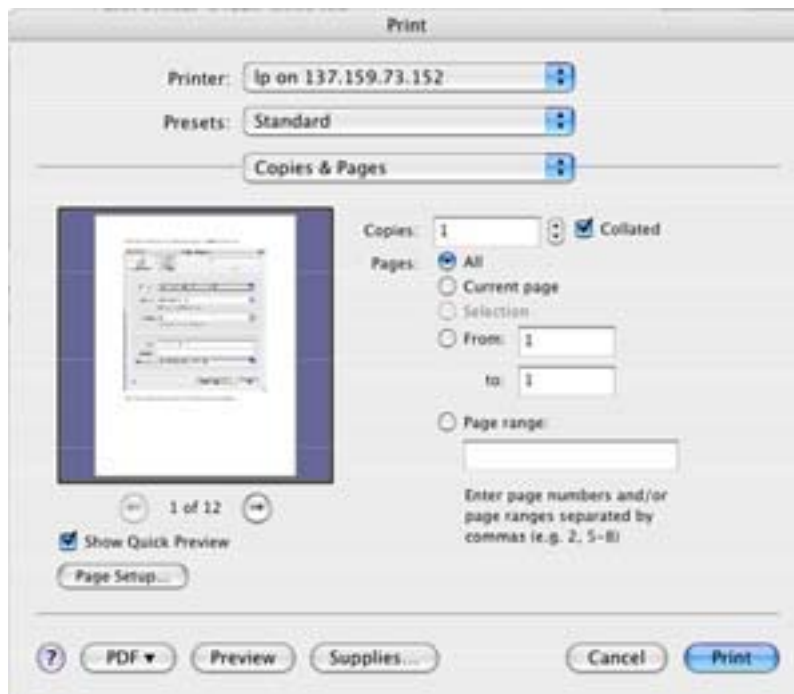 Print
Printer: lp on 137.159.73.152
Presets: Standard
Copies & Pages
Copies: 1 Collated
Pages: All
Current page
Selection
From: 1
to: 1
Page range:
Enter page numbers and/or
page ranges separated by
commas (e.g. 2, 5-8)
1 of 12
Show Quick Preview
Page Setup...
? PDF Preview Supplies... Cancel Print